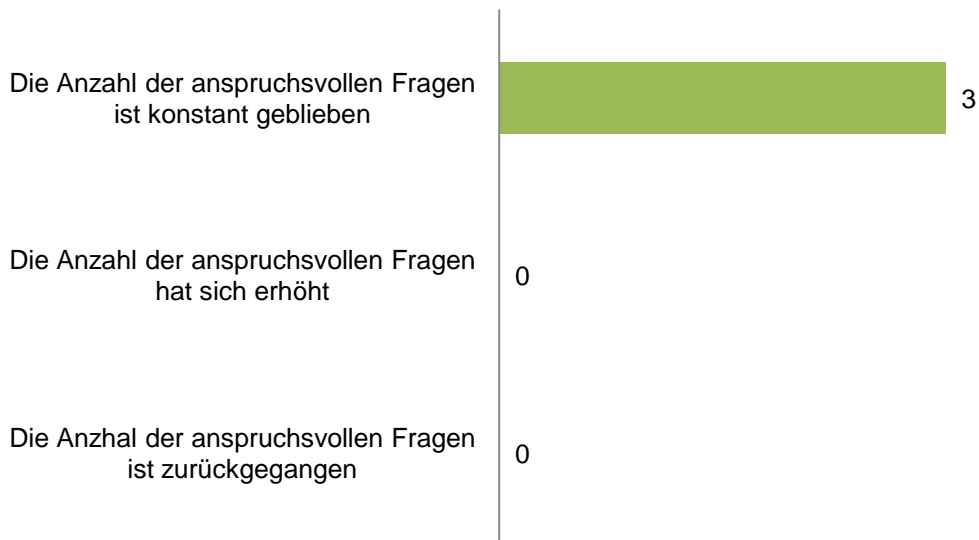 Die Anzahl der anspruchsvollen Fragen
ist konstant geblieben
3
Die Anzahl der anspruchsvollen Fragen
hat sich erhöht
0
Die Anzhal der anspruchsvollen Fragen
ist zurückgegangen
0